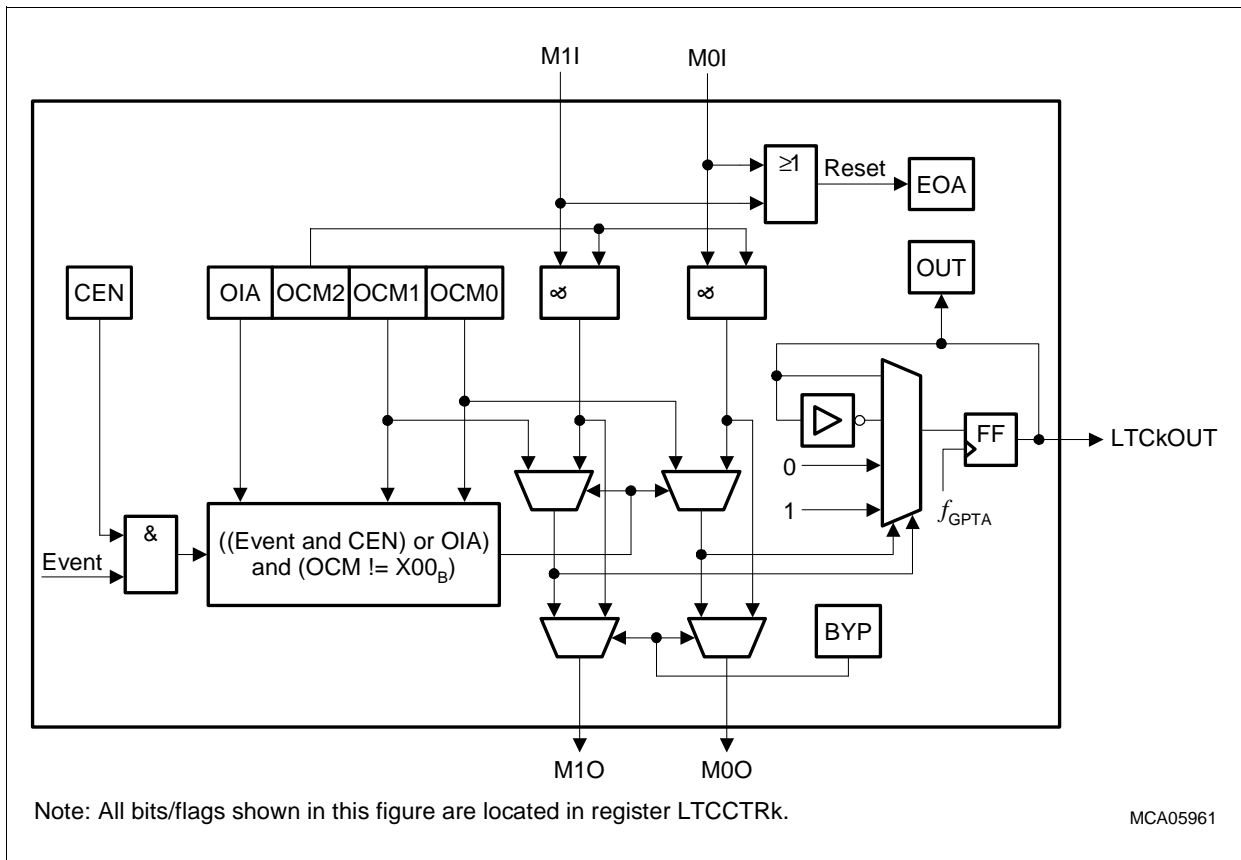 M1I M0I
≥1
Reset
EOA
OUT
CEN
OIA OCM2 OCM1 OCM0
&
&
FF
LTCkOUT
0
1
fGPTA
&
Event
((Event and CEN) or OIA)
and (OCM != X00B)
BYP
M1O M0O
Note: All bits/flags shown in this figure are located in register LTCCTRk.
MCA05961